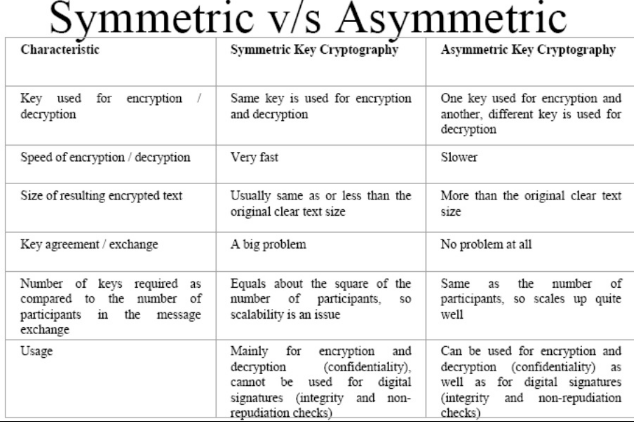 Symmetric v/s Asymmetric
Characteristic
Symmetric Key Cryptography
Asymmetric Key Cryptography
Key used for encryption /
decryption
Same key is used for encryption
and decryption
One key used for encryption and
another, different key is used for
decryption
Speed of encryption / decryption
Very fast
Slower
Size of resulting encrypted text
Usually same as or less than the
original clear text size
More than the original clear text
size
Key agreement / exchange
A big problem
No problem at all
Number of keys required as
compared to the number of
participants in the message
exchange
Equals about the square of the
number of participants, so
scalability is an issue
Same as the number of
participants, so scales up quite
well
Usage
Mainly for encryption and
decryption (confidentiality),
cannot be used for digital
signatures (integrity and non-
repudiation checks)
Can be used for encryption and
decryption (confidentiality) as
well as for digital signatures
(integrity and non-repudiation
checks)